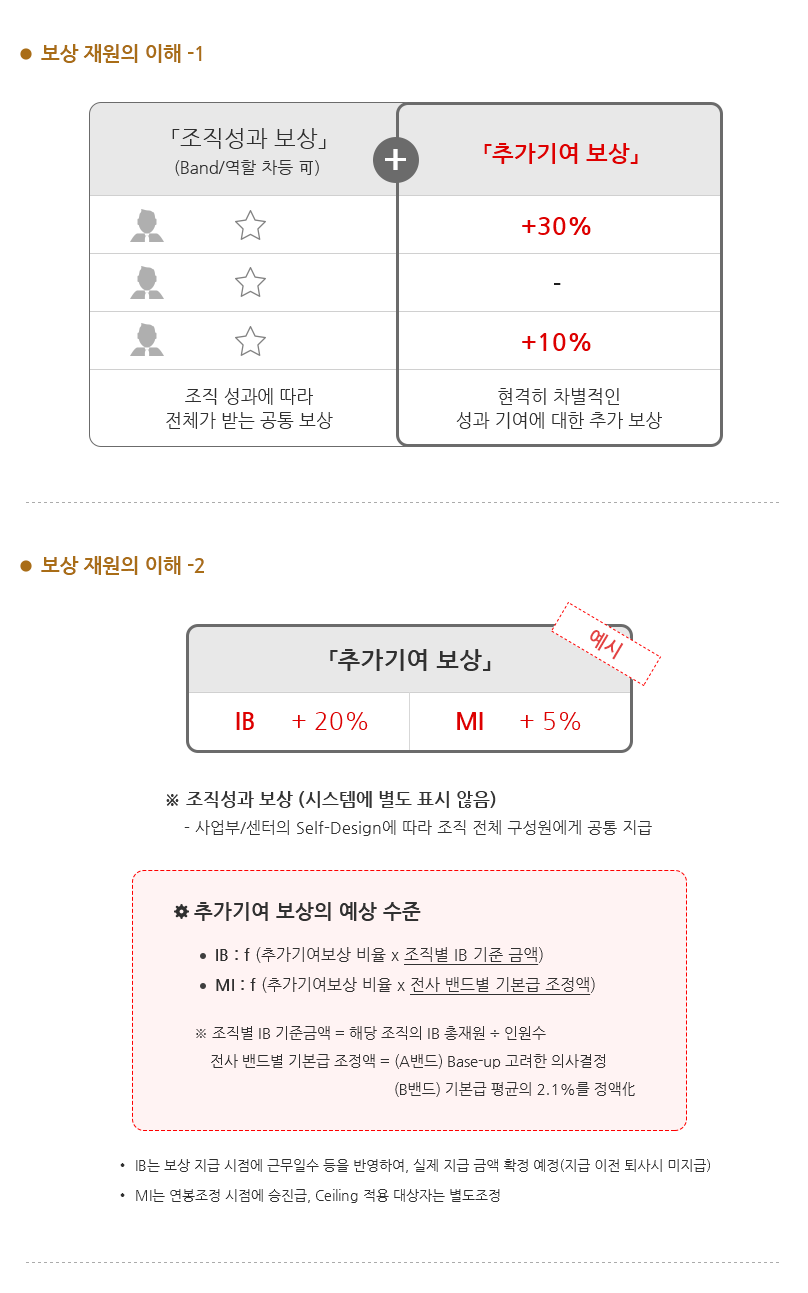 ● 보상 재원의 이해 -1
「조직성과 보상」
(Band/역할 차등 可)
+
「추가기여 보상」
+30%
-
+10%
조직 성과에 따라
전체가 받는 공통 보상
현격히 차별적인
성과 기여에 대한 추가 보상
● 보상 재원의 이해 -2
예시
「추가기여 보상」
IB + 20%
MI + 5%
※ 조직성과 보상 (시스템에 별도 표시 않음)
- 사업부/센터의 Self-Design에 따라 조직 전체 구성원에게 공통 지급
추가기여 보상의 예상 수준
● IB : f (추가기여보상 비율 x 조직별 IB 기준 금액)
● MI : f (추가기여보상 비율 x 전사 밴드별 기본급 조정액)
※ 조직별 IB 기준금액 = 해당 조직의 IB 총재원 ÷ 인원수
전사 밴드별 기본급 조정액 = (A밴드) Base-up 고려한 의사결정
(B밴드) 기본급 평균의 2.1%를 정액化
• IB는 보상 지급 시점에 근무일수 등을 반영하여, 실제 지급 금액 확정 예정(지급 이전 퇴사시 미지급)
• MI는 연봉조정 시점에 승진급, Ceiling 적용 대상자는 별도조정